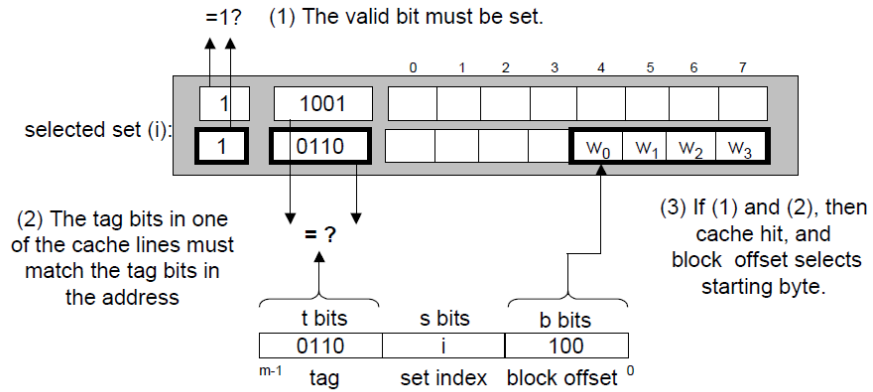 =1? (1) The valid bit must be set.
0 1 2 3 4 5 6 7
1 1001
selected set (i):
1 0110 W0 W1 W2 W3
(2) The tag bits in one
of the cache lines must
match the tag bits in
the address
= ?
(3) If (1) and (2), then
cache hit, and
block offset selects
starting byte.
t bits s bits b bits
0110 i 100
m-1 tag set index block offset 0